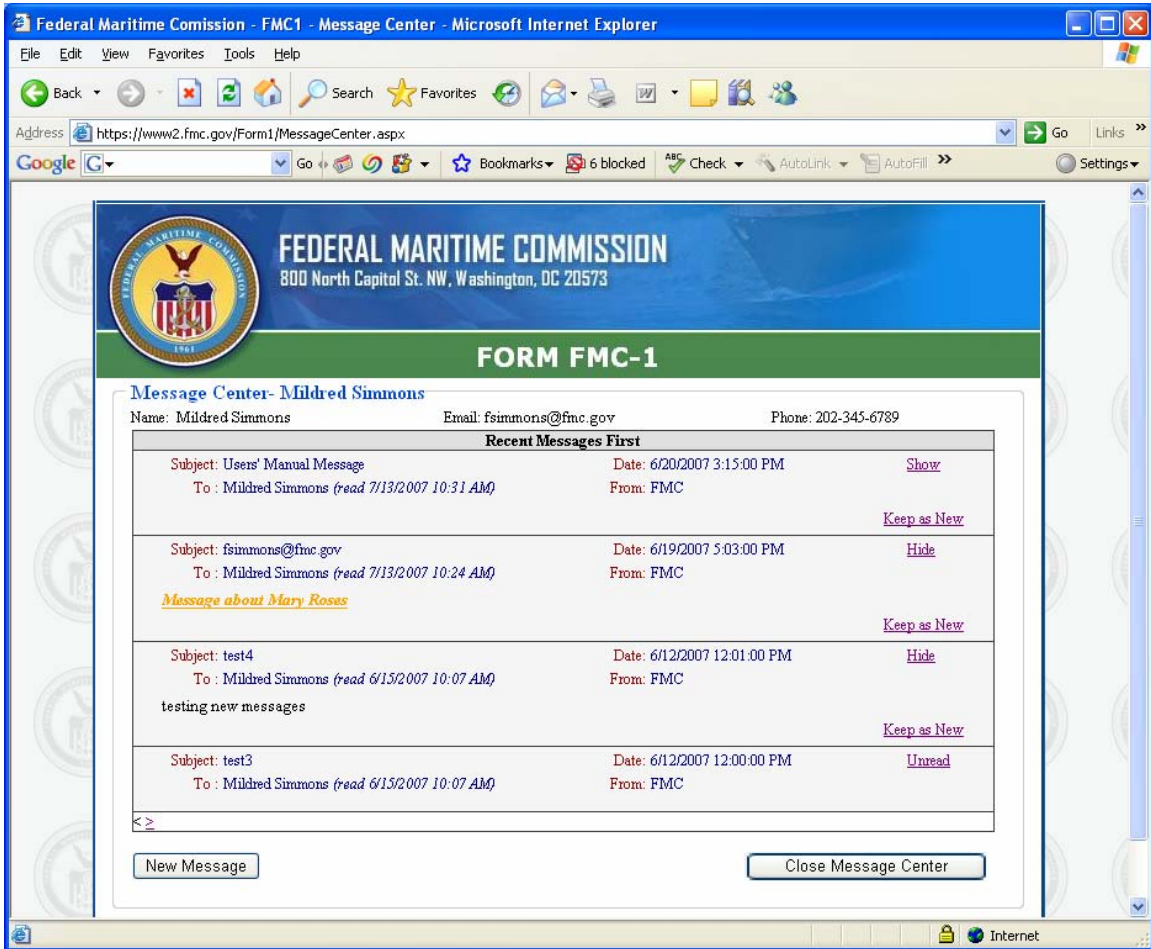 Federal Maritime Comission - FMC1 - Message Center - Microsoft Internet Explorer
File Edit View Favorites Tools Help
Back Search Favorites
Address https://www2.fmc.gov/Form1/MessageCenter.aspx Go Links »
Google G Go Bookmarks 6 blocked ABC Check AutoLink AutoFill » Settings
MARITIME COMMISSION
FEDERAL
1961
FEDERAL MARITIME COMMISSION
800 North Capitol St. NW, Washington, DC 20573
FORM FMC-1
Message Center- Mildred Simmons
Name: Mildred Simmons Email: fsimmons@fmc.gov Phone: 202-345-6789
Recent Messages First
Subject: Users' Manual Message Date: 6/20/2007 3:15:00 PM Show
To : Mildred Simmons (read 7/13/2007 10:31 AM) From: FMC
Keep as New
Subject: fsimmons@fmc.gov Date: 6/19/2007 5:03:00 PM Hide
To : Mildred Simmons (read 7/13/2007 10:24 AM) From: FMC
Message about Mary Roses
Keep as New
Subject: test4 Date: 6/12/2007 12:01:00 PM Hide
To : Mildred Simmons (read 6/15/2007 10:07 AM) From: FMC
testing new messages
Keep as New
Subject: test3 Date: 6/12/2007 12:00:00 PM Unread
To : Mildred Simmons (read 6/15/2007 10:07 AM) From: FMC
< >
New Message Close Message Center
Internet